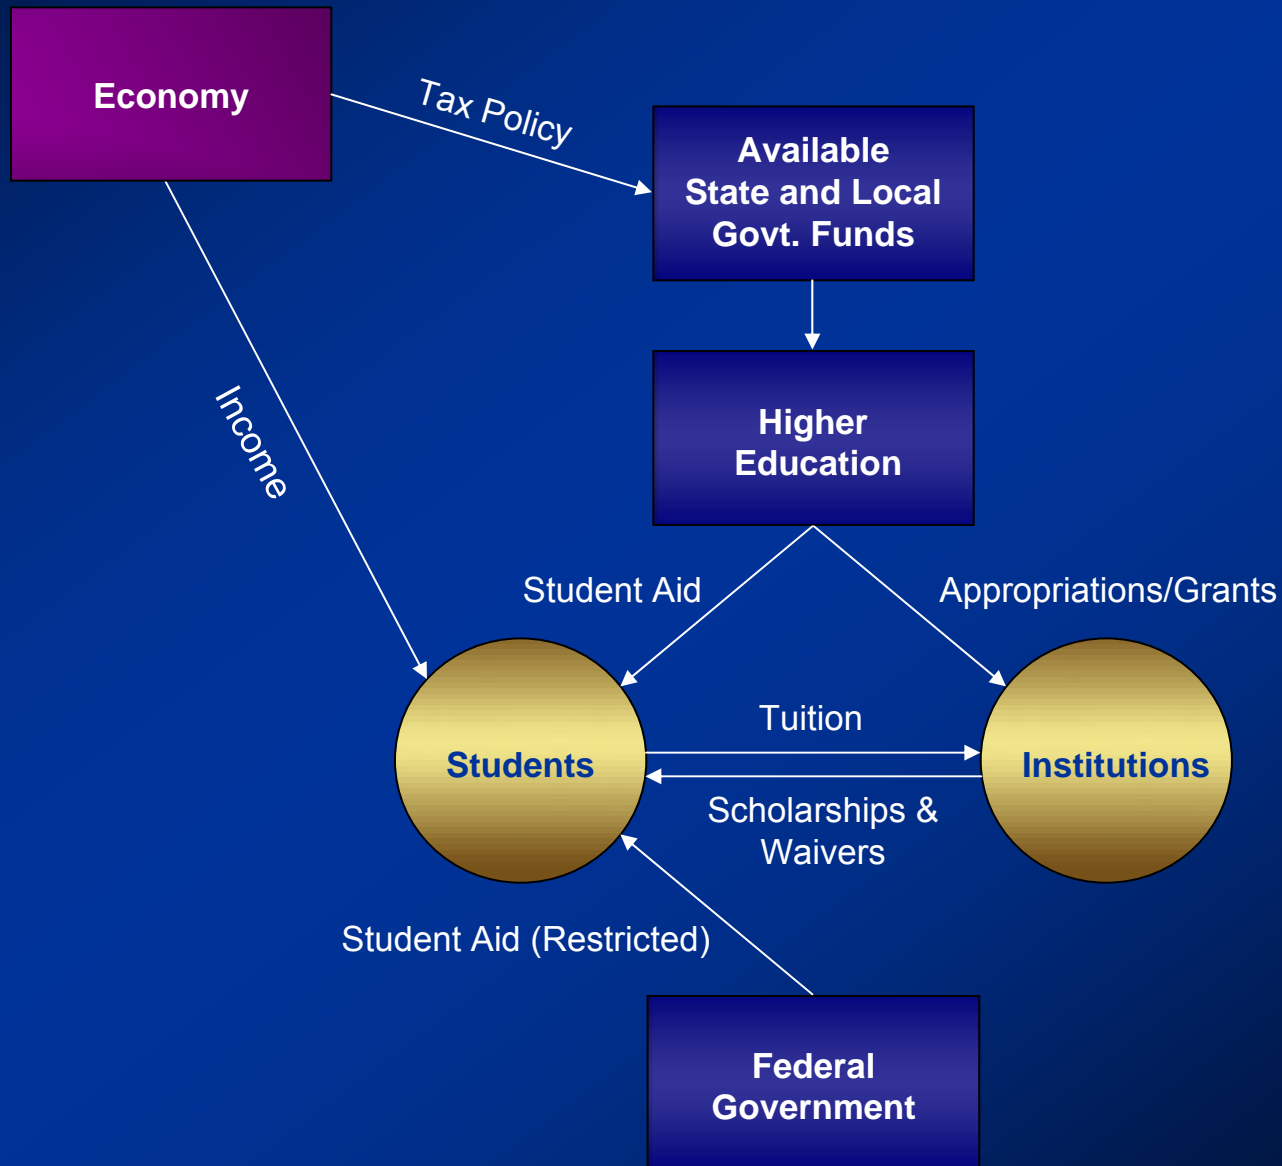 Economy
Tax Policy
Available
State and Local
Govt. Funds
Income
Higher
Education
Student Aid
Appropriations/Grants
Tuition
Students
Institutions
Scholarships &
Waivers
Student Aid (Restricted)
Federal
Government